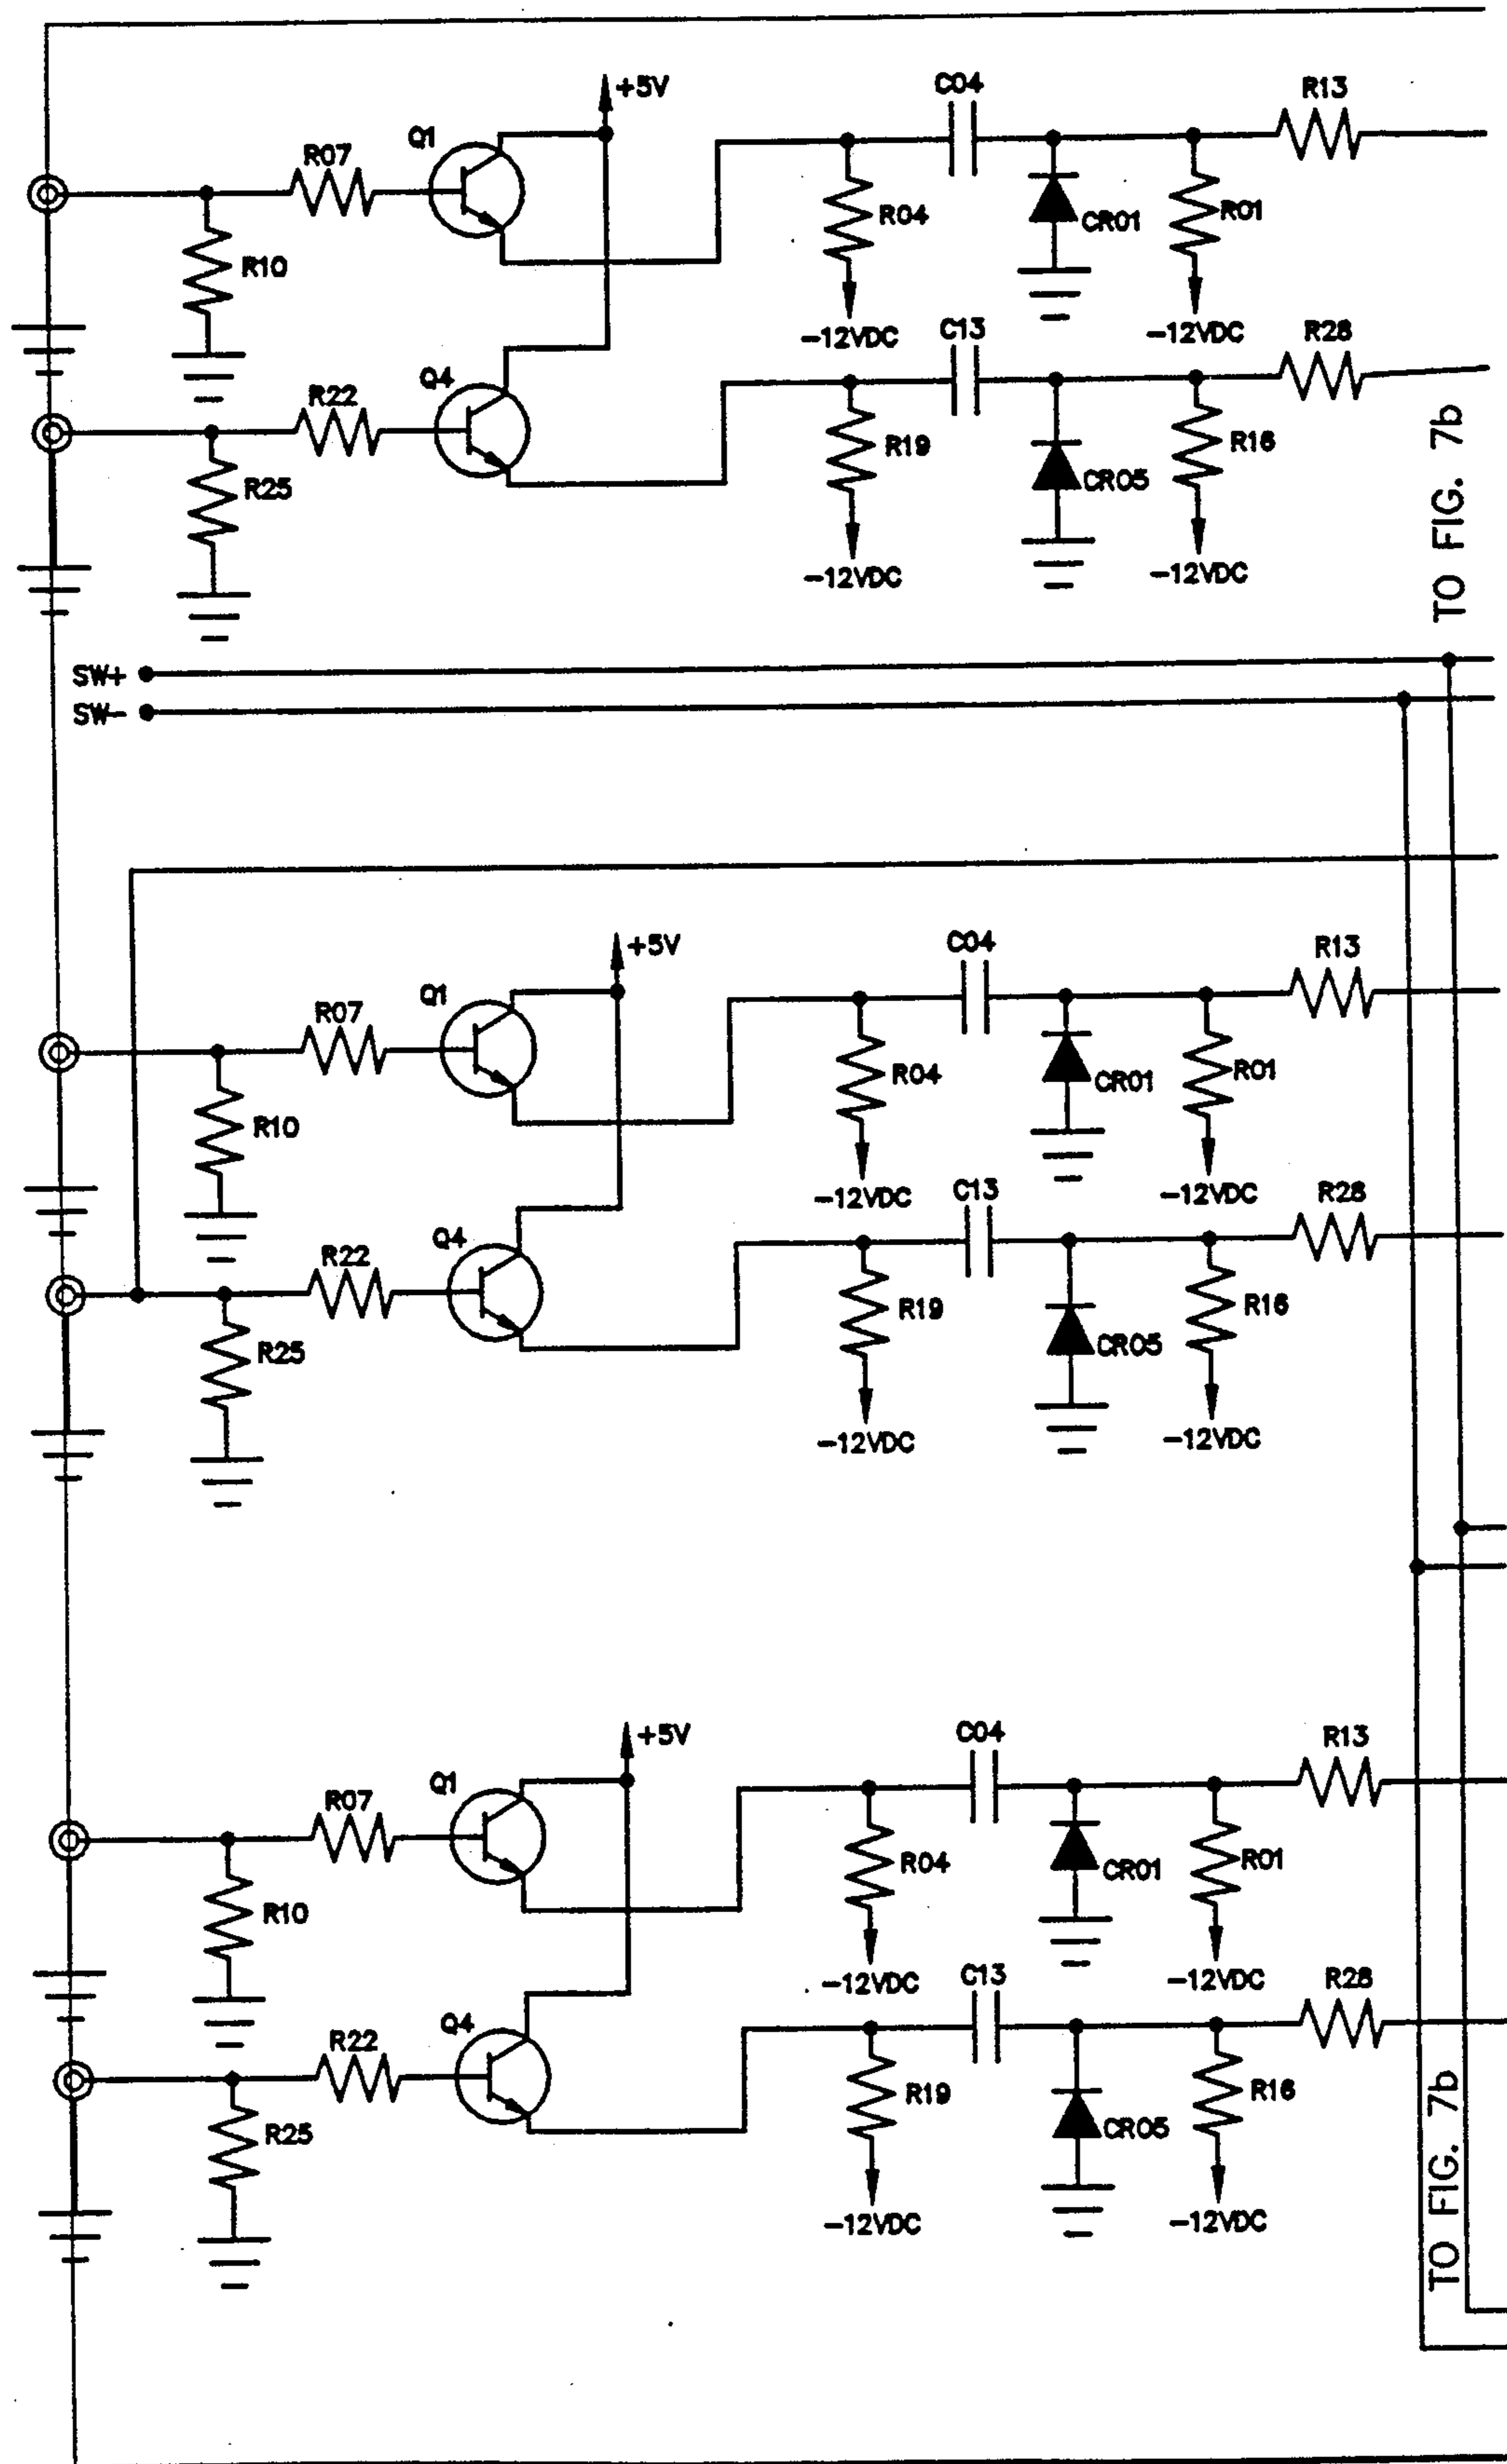 +5V
C04
R13
Q1
R07
R04
CR01
R01
R10
-12VDC
C13
-12VDC
R28
Q4
R22
R19
CR05
R16
R25
-12VDC
-12VDC
TO FIG. 7b
SW+
SW-
+5V
C04
R13
Q1
R07
R04
CR01
R01
R10
-12VDC
C13
-12VDC
R28
Q4
R22
R19
CR05
R16
R25
-12VDC
-12VDC
+5V
C04
R13
Q1
R07
R04
CR01
R01
R10
-12VDC
C13
-12VDC
R28
Q4
R22
R19
CR05
R16
R25
-12VDC
-12VDC
TO FIG. 7b